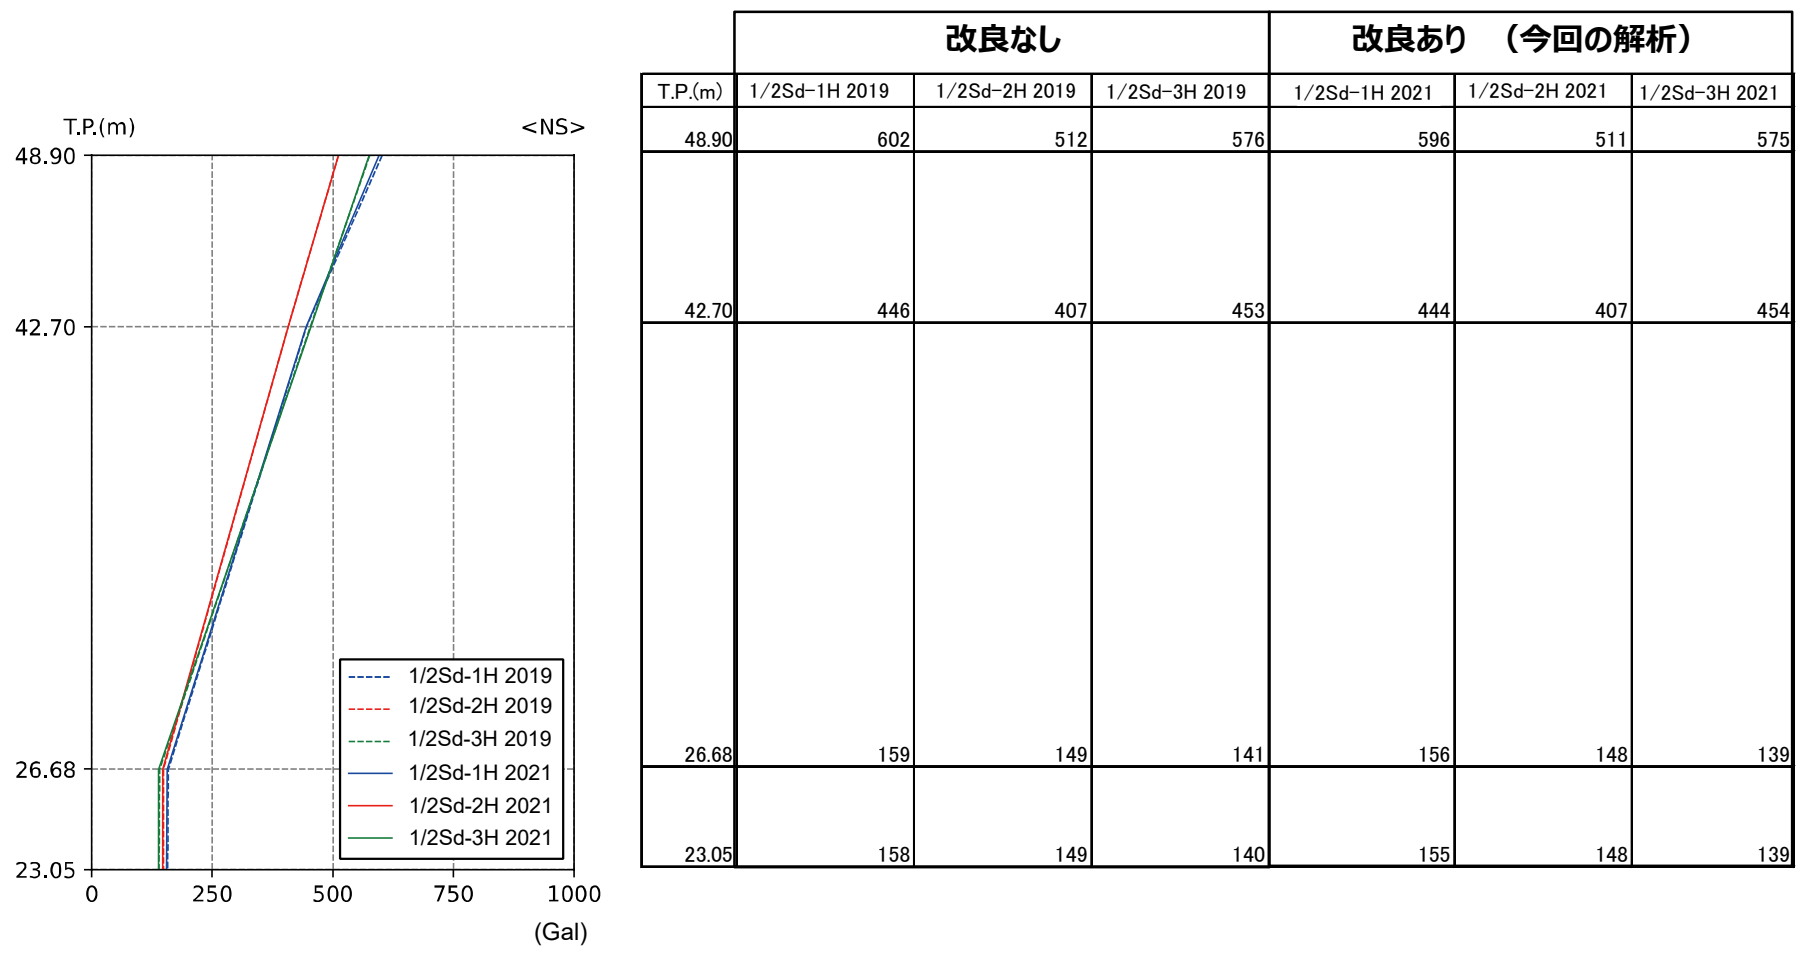 T.P.(m) <NS>
48.90
42.70
26.68
23.05
0 250 500 750 1000
(Gal)
1/2Sd-1H 2019
1/2Sd-2H 2019
1/2Sd-3H 2019
1/2Sd-1H 2021
1/2Sd-2H 2021
1/2Sd-3H 2021
改良なし 改良あり （今回の解析）
T.P.(m) 1/2Sd-1H 2019 1/2Sd-2H 2019 1/2Sd-3H 2019 1/2Sd-1H 2021 1/2Sd-2H 2021 1/2Sd-3H 2021
48.90 602 512 576 596 511 575
42.70 446 407 453 444 407 454
26.68 159 149 141 156 148 139
23.05 158 149 140 155 148 139